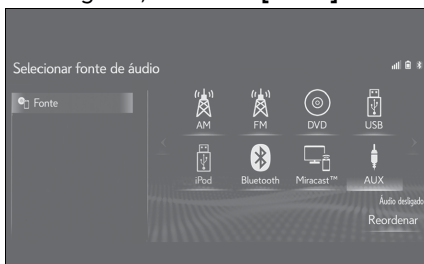 Selecionar fonte de áudio
Fonte
AM
FM
DVD
USB
iPod
Bluetooth
Miracast™
AUX
Áudio desligado
Reordenar